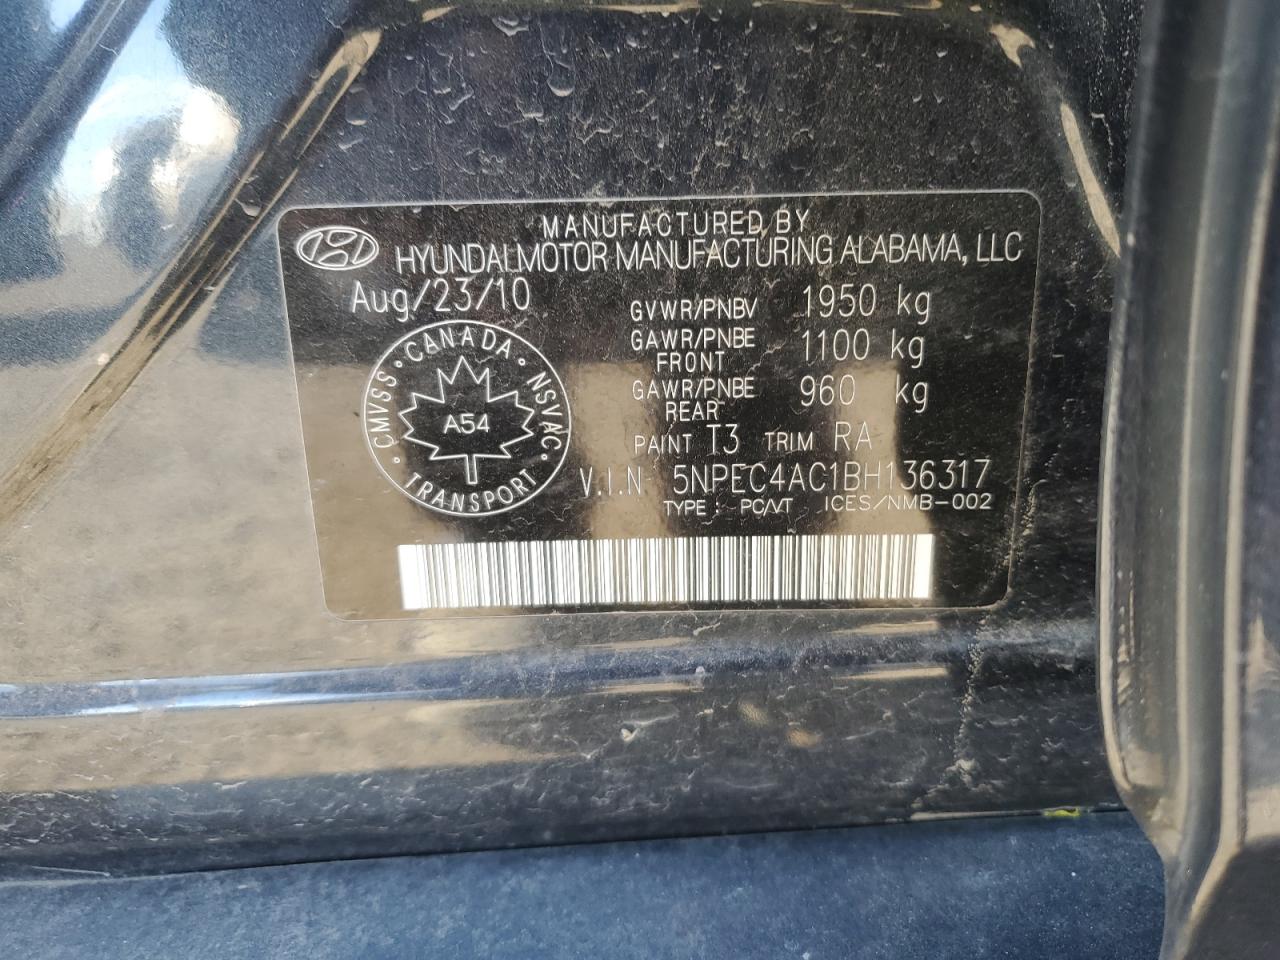 MANUFACTURED BY
HYUNDAI MOTOR MANUFACTURING ALABAMA, LLC
Aug/23/10
GVWR/PNBV 1950 kg
GAWR/PNBE FRONT 1100 kg
GAWR/PNBE REAR 960 kg
PAINT T3 TRIM RA
V.I.N 5NPEC4AC1BH136317
TYPE : PC/VT ICES/NMB-002
CMVSS • CANADA • NSVAC • TRANSPORT •
A54